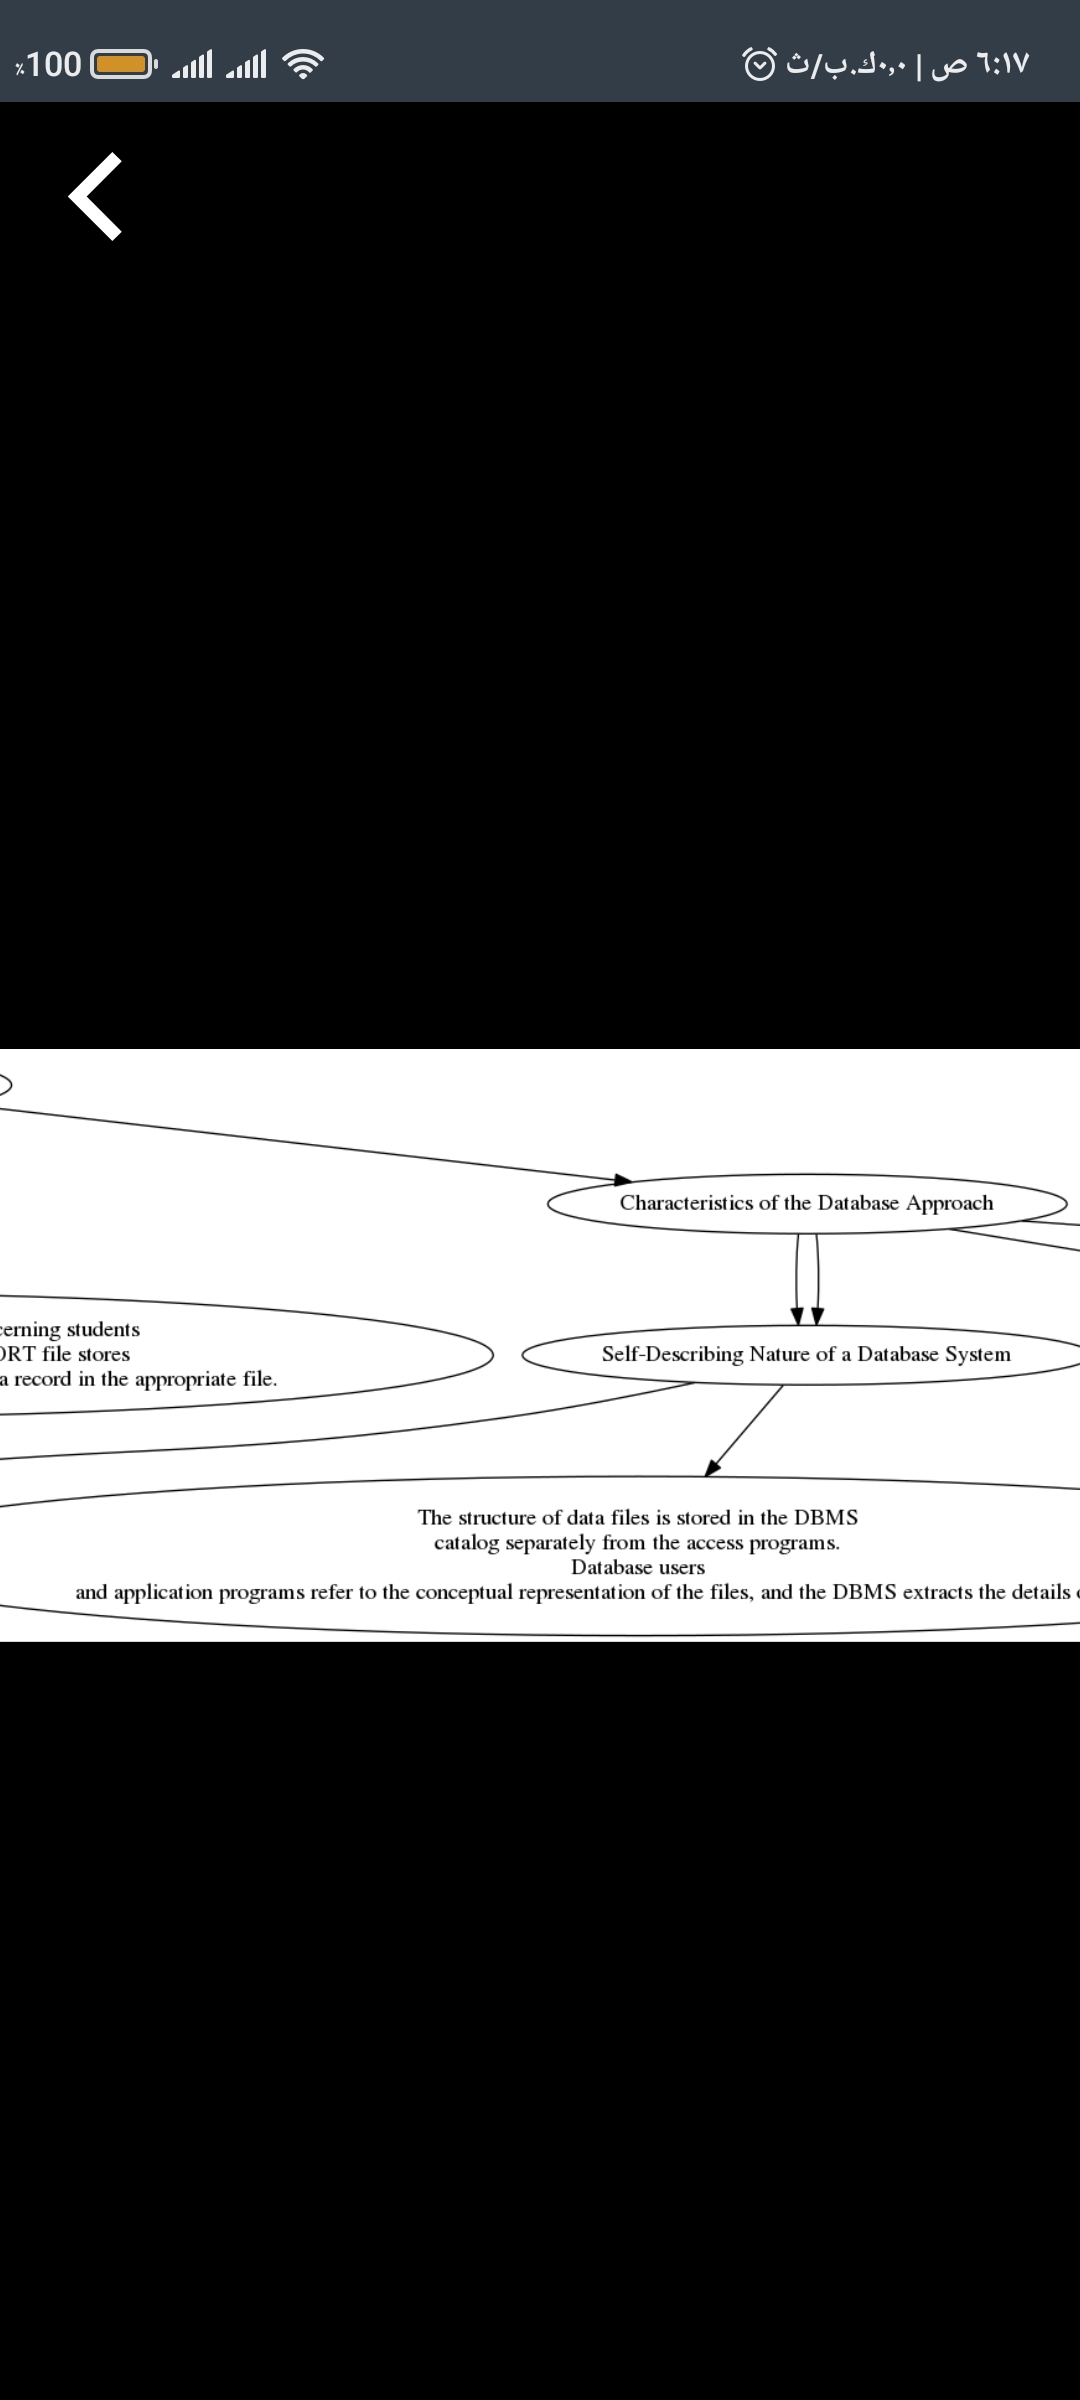 ٪100
٦:١٧ ص | ٠,٠ك.ب/ث
Characteristics of the Database Approach
cerning students
ORT file stores
a record in the appropriate file.
Self-Describing Nature of a Database System
The structure of data files is stored in the DBMS
catalog separately from the access programs.
Database users
and application programs refer to the conceptual representation of the files, and the DBMS extracts the details